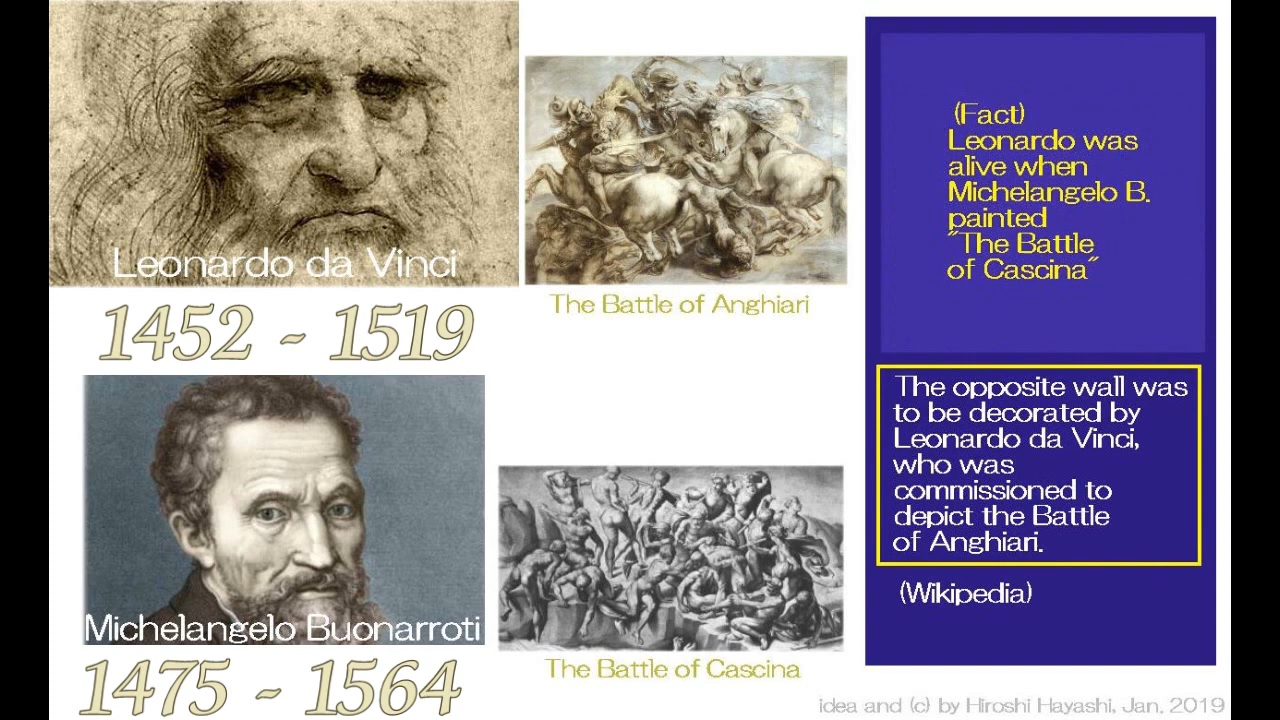 Leonardo da Vinci
1452 - 1519
The Battle of Anghiari
Michelangelo Buonarroti
1475 - 1564
The Battle of Cascina
(Fact)
Leonardo was
alive when
Michelangelo B.
painted
"The Battle
of Cascina"
The opposite wall was
to be decorated by
Leonardo da Vinci,
who was
commissioned to
depict the Battle
of Anghiari.
(Wikipedia)
idea and (c) by Hiroshi Hayashi, Jan. 2019